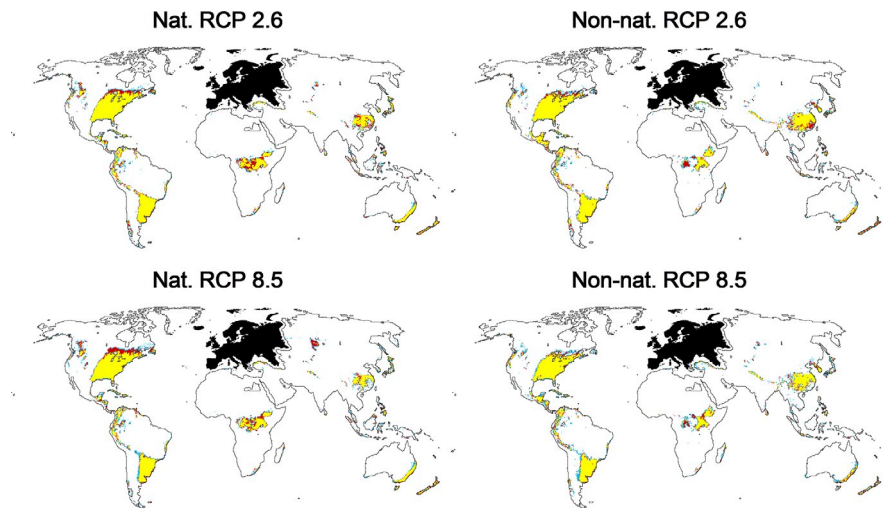 Nat. RCP 2.6
Non-nat. RCP 2.6
Nat. RCP 8.5
Non-nat. RCP 8.5